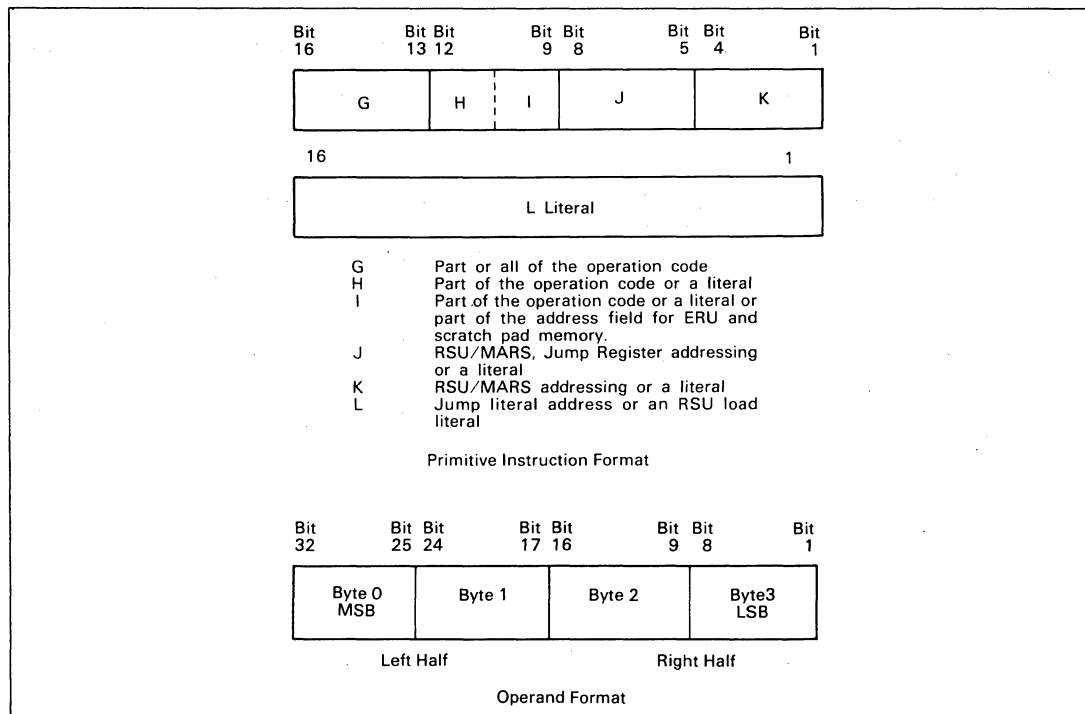 Bit Bit Bit Bit Bit Bit Bit Bit
16 13 12 9 8 5 4 1
G H I J K
16 1
L Literal
G Part or all of the operation code
H Part of the operation code or a literal
I Part of the operation code or a literal or
part of the address field for ERU and
scratch pad memory.
J RSU/MARS, Jump Register addressing
or a literal
K RSU/MARS addressing or a literal
L Jump literal address or an RSU load
literal
Primitive Instruction Format
Bit Bit Bit Bit Bit Bit Bit Bit
32 25 24 17 16 9 8 1
Byte 0 Byte 1 Byte 2 Byte3
MSB LSB
Left Half Right Half
Operand Format